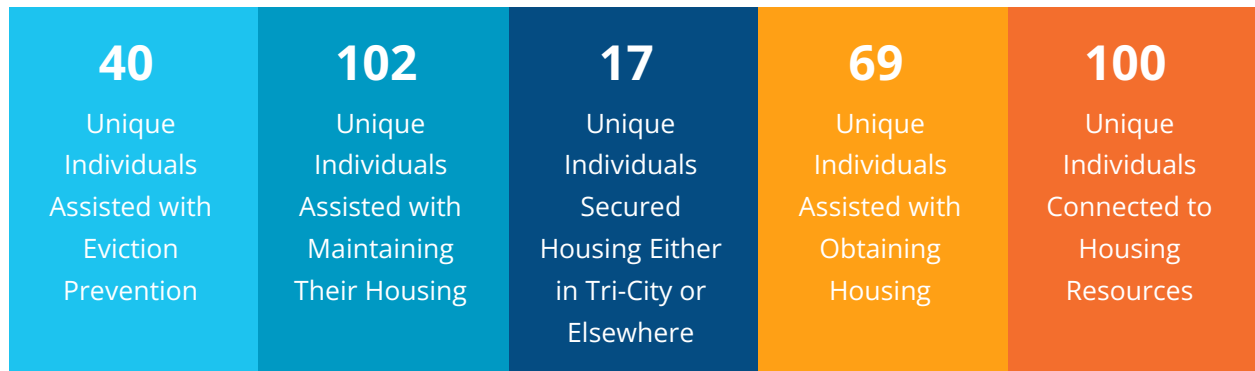 40
Unique
Individuals
Assisted with
Eviction
Prevention
102
Unique
Individuals
Assisted with
Maintaining
Their Housing
17
Unique
Individuals
Secured
Housing Either
in Tri-City or
Elsewhere
69
Unique
Individuals
Assisted with
Obtaining
Housing
100
Unique
Individuals
Connected to
Housing
Resources